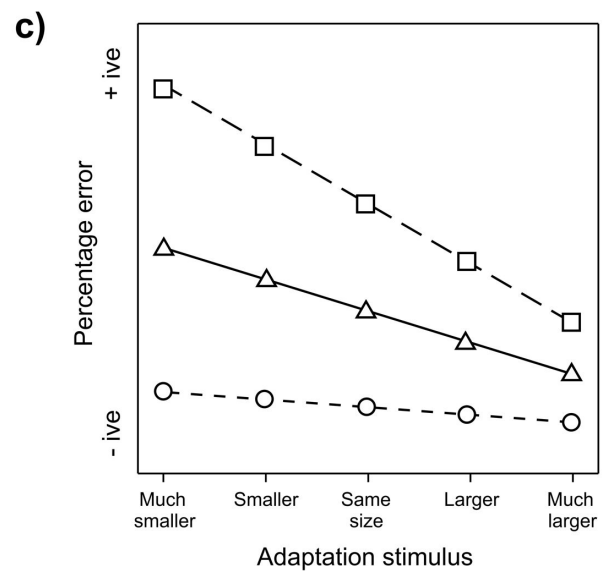 c)
+ ive
Percentage error
- ive
Much
smaller
Smaller
Same
size
Larger
Much
larger
Adaptation stimulus